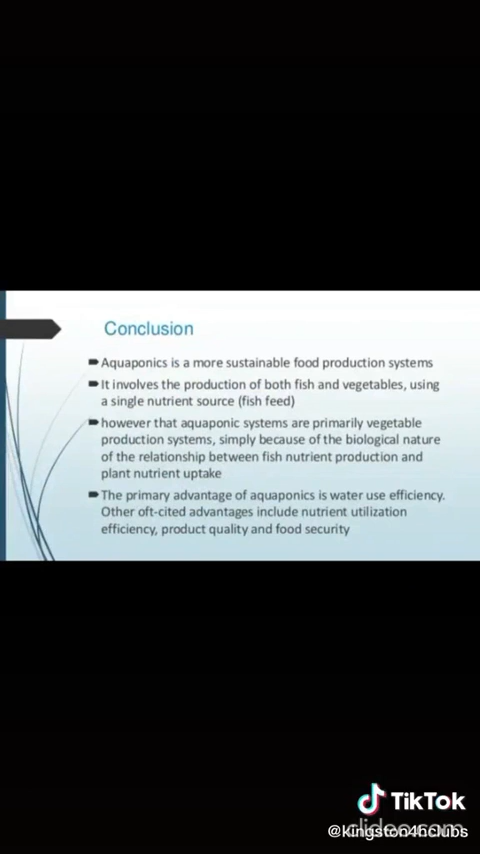 Conclusion
Aquaponics is a more sustainable food production systems
It involves the production of both fish and vegetables, using
a single nutrient source (fish feed)
however that aquaponic systems are primarily vegetable
production systems, simply because of the biological nature
of the relationship between fish nutrient production and
plant nutrient uptake
The primary advantage of aquaponics is water use efficiency.
Other oft-cited advantages include nutrient utilization
efficiency, product quality and food security
TikTok
clideo.com
@kingston4hclubs